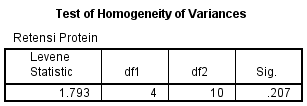 Test of Homogeneity of Variances
Retensi Protein
Levene Statistic df1 df2 Sig.
1.793 4 10 .207